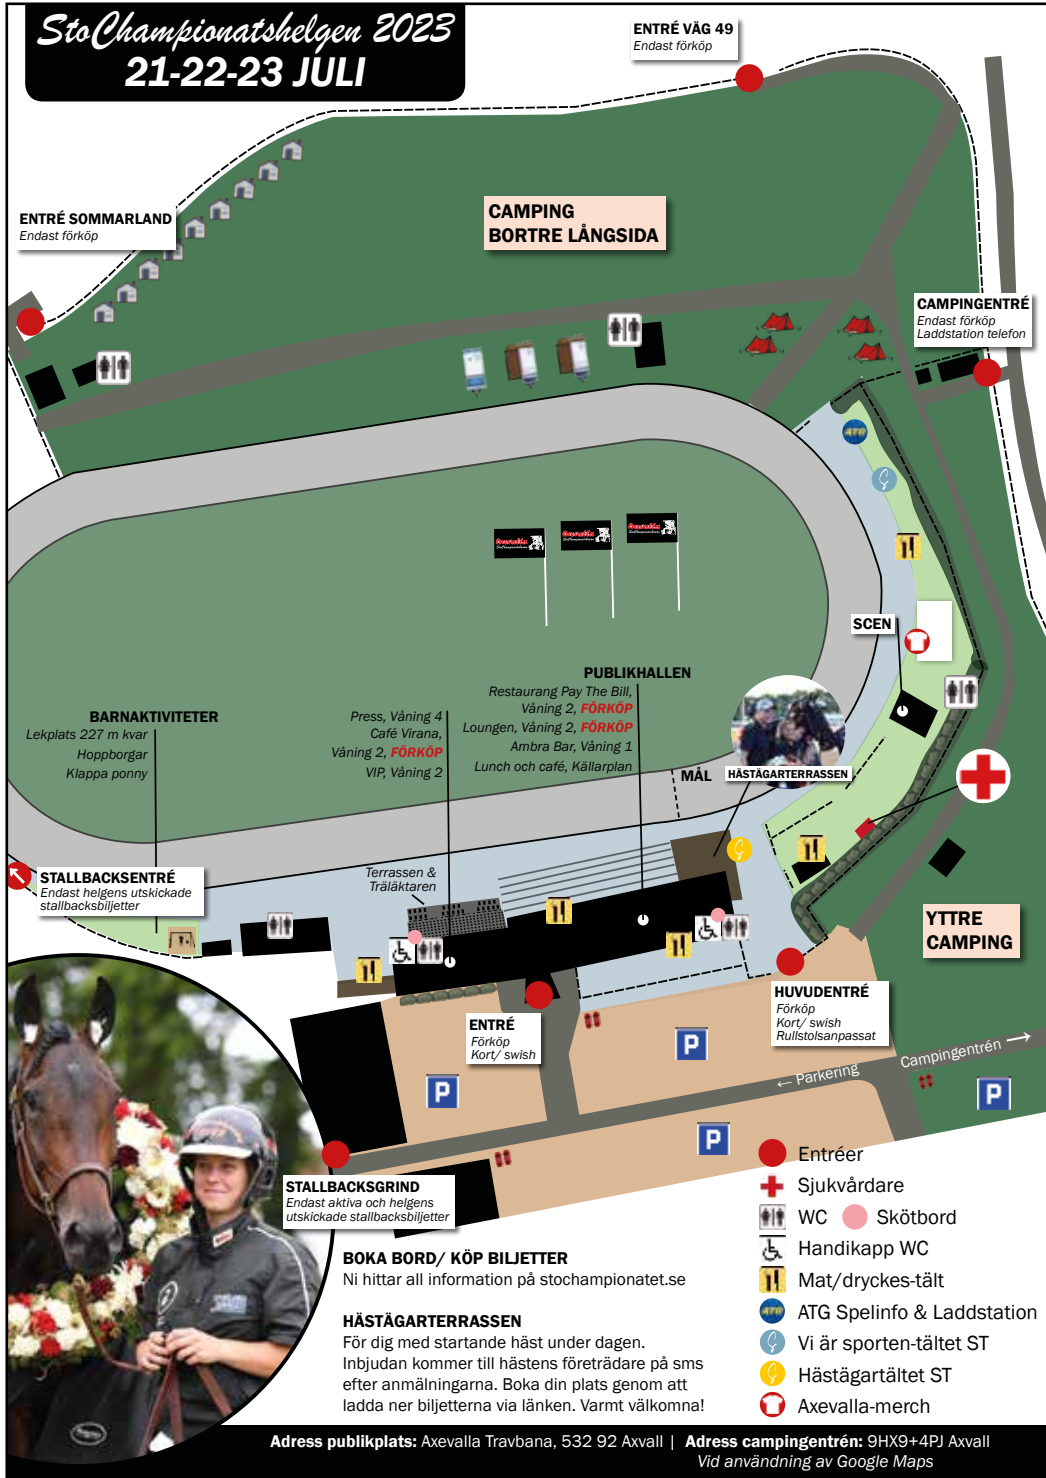 StoChampionatshelgen 2023
21-22-23 JULI
ENTRÉ VÄG 49
Endast förköp
ENTRÉ SOMMARLAND
Endast förköp
CAMPING
BORTRE LÅNGSIDA
CAMPINGENTRÉ
Endast förköp
Laddstation telefon
ATG
SCEN
PUBLIKHALLEN
Restaurang Pay The Bill,
Våning 2, FÖRKÖP
Loungen, Våning 2, FÖRKÖP
Ambra Bar, Våning 1
Lunch och café, Källarplan
BARNAKTIVITETER
Lekplats 227 m kvar
Hoppborgar
Klappa ponny
Press, Våning 4
Café Virana,
Våning 2, FÖRKÖP
VIP, Våning 2
MÅL
HÄSTÄGARTERRASSEN
STALLBACKSENTRÉ
Endast helgens utskickade
stallbacksbiljetter
Terrassen &
Träläktaren
YTTRE
CAMPING
ENTRÉ
Förköp
Kort/ swish
HUVUDENTRÉ
Förköp
Kort/ swish
Rullstolsanpassat
P
P
P
P
← Parkering
Campingentrén →
STALLBACKSGRIND
Endast aktiva och helgens
utskickade stallbacksbiljetter
Entréer
Sjukvårdare
WC Skötbord
Handikapp WC
Mat/dryckes-tält
ATG Spelinfo & Laddstation
Vi är sporten-tältet ST
Hästägartältet ST
Axevalla-merch
BOKA BORD/ KÖP BILJETTER
Ni hittar all information på stochampionatet.se
HÄSTÄGARTERRASSEN
För dig med startande häst under dagen.
Inbjudan kommer till hästens företrädare på sms
efter anmälningarna. Boka din plats genom att
ladda ner biljetterna via länken. Varmt välkomna!
Adress publikplats: Axevalla Travbana, 532 92 Axvall | Adress campingentrén: 9HX9+4PJ Axvall
Vid användning av Google Maps